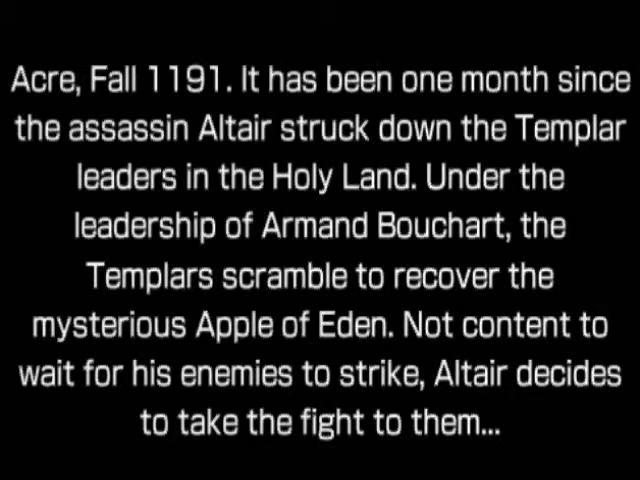 Acre, Fall 1191. It has been one month since
the assassin Altair struck down the Templar
leaders in the Holy Land. Under the
leadership of Armand Bouchart, the
Templars scramble to recover the
mysterious Apple of Eden. Not content to
wait for his enemies to strike, Altair decides
to take the fight to them...